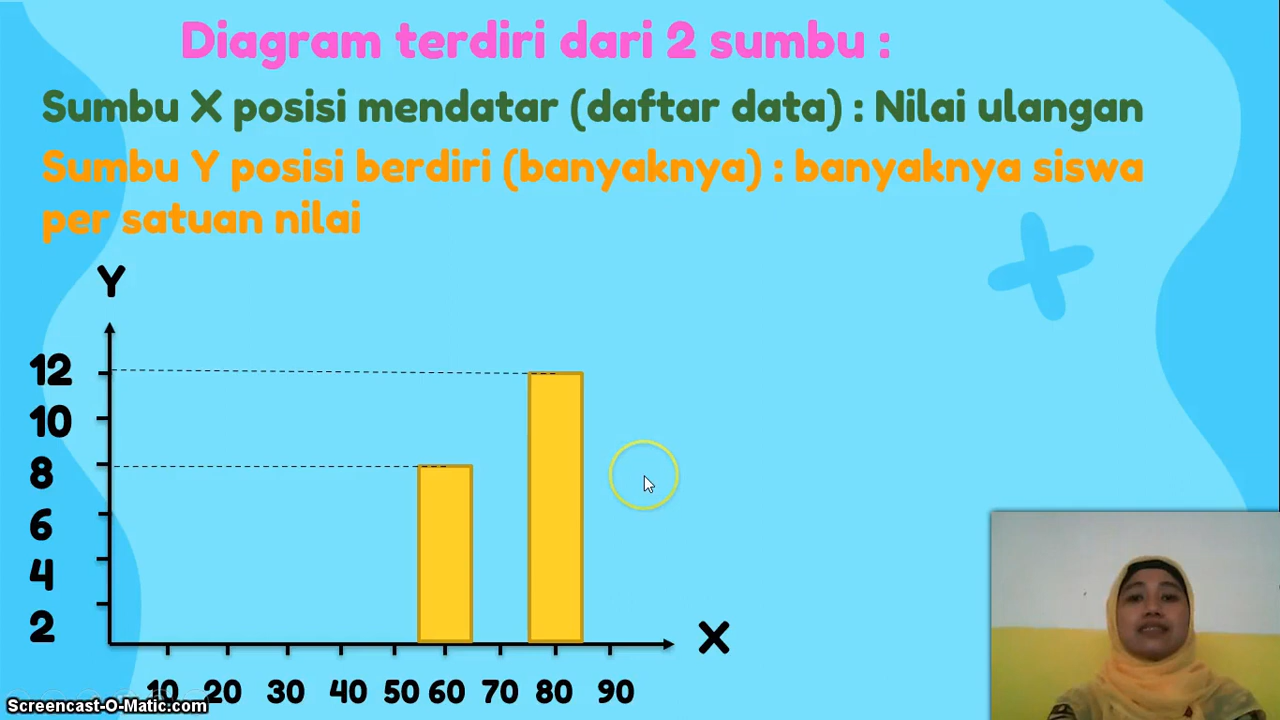 Diagram terdiri dari 2 sumbu :
Sumbu X posisi mendatar (daftar data) : Nilai ulangan
Sumbu Y posisi berdiri (banyaknya) : banyaknya siswa
per satuan nilai
Y
12
10
8
6
4
2
X
10 20 30 40 50 60 70 80 90
Screencast-O-Matic.com